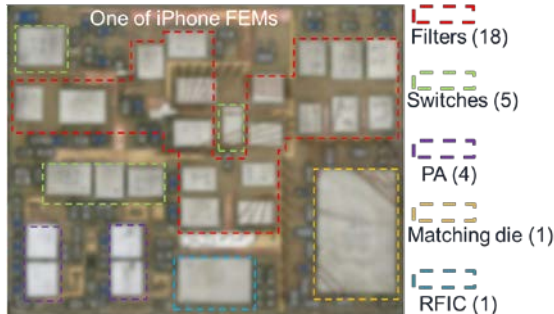 One of iPhone FEMs
Filters (18)
Switches (5)
PA (4)
Matching die (1)
RFIC (1)